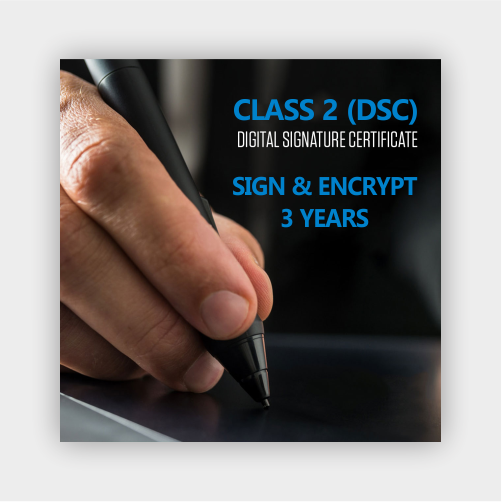 CLASS 2 (DSC)
DIGITAL SIGNATURE CERTIFICATE
SIGN & ENCRYPT
3 YEARS